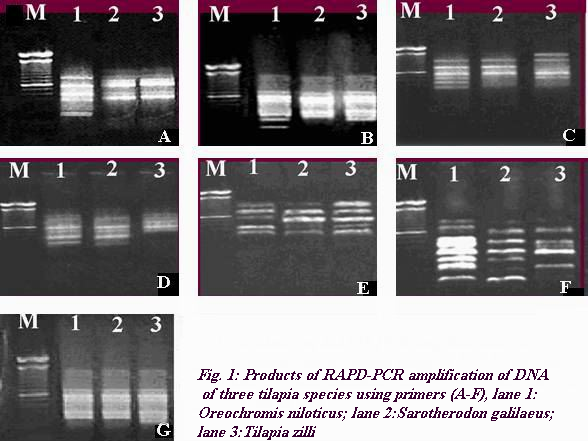 M 1 2 3
A
M 1 2 3
B
M 1 2 3
C
M 1 2 3
D
M 1 2 3
E
M 1 2 3
F
M 1 2 3
G
Fig. 1: Products of RAPD-PCR amplification of DNA
of three tilapia species using primers (A-F), lane 1:
Oreochromis niloticus; lane 2:Sarotherodon galilaeus;
lane 3:Tilapia zilli